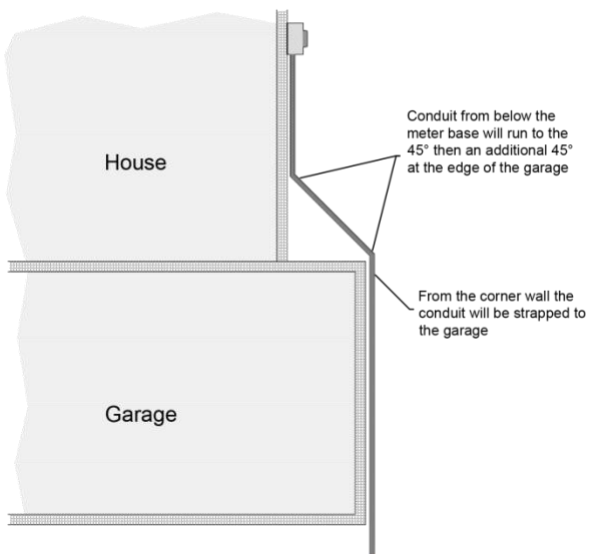 Conduit from below the
meter base will run to the
45° then an additional 45°
at the edge of the garage
House
From the corner wall the
conduit will be strapped to
the garage
Garage